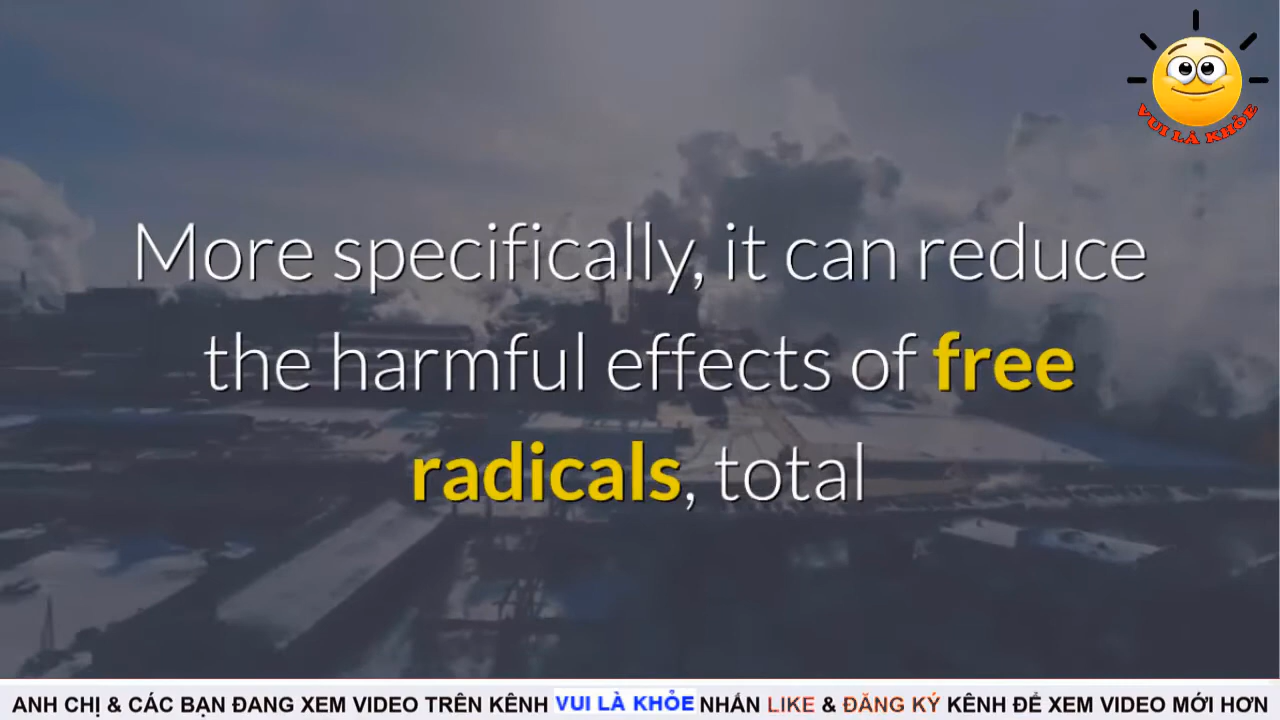 VUI LÀ KHỎE
More specifically, it can reduce
the harmful effects of free
radicals, total
ANH CHỊ & CÁC BẠN ĐANG XEM VIDEO TRÊN KÊNH VUI LÀ KHỎE NHẤN LIKE & ĐĂNG KÝ KÊNH ĐỂ XEM VIDEO MỚI HƠN